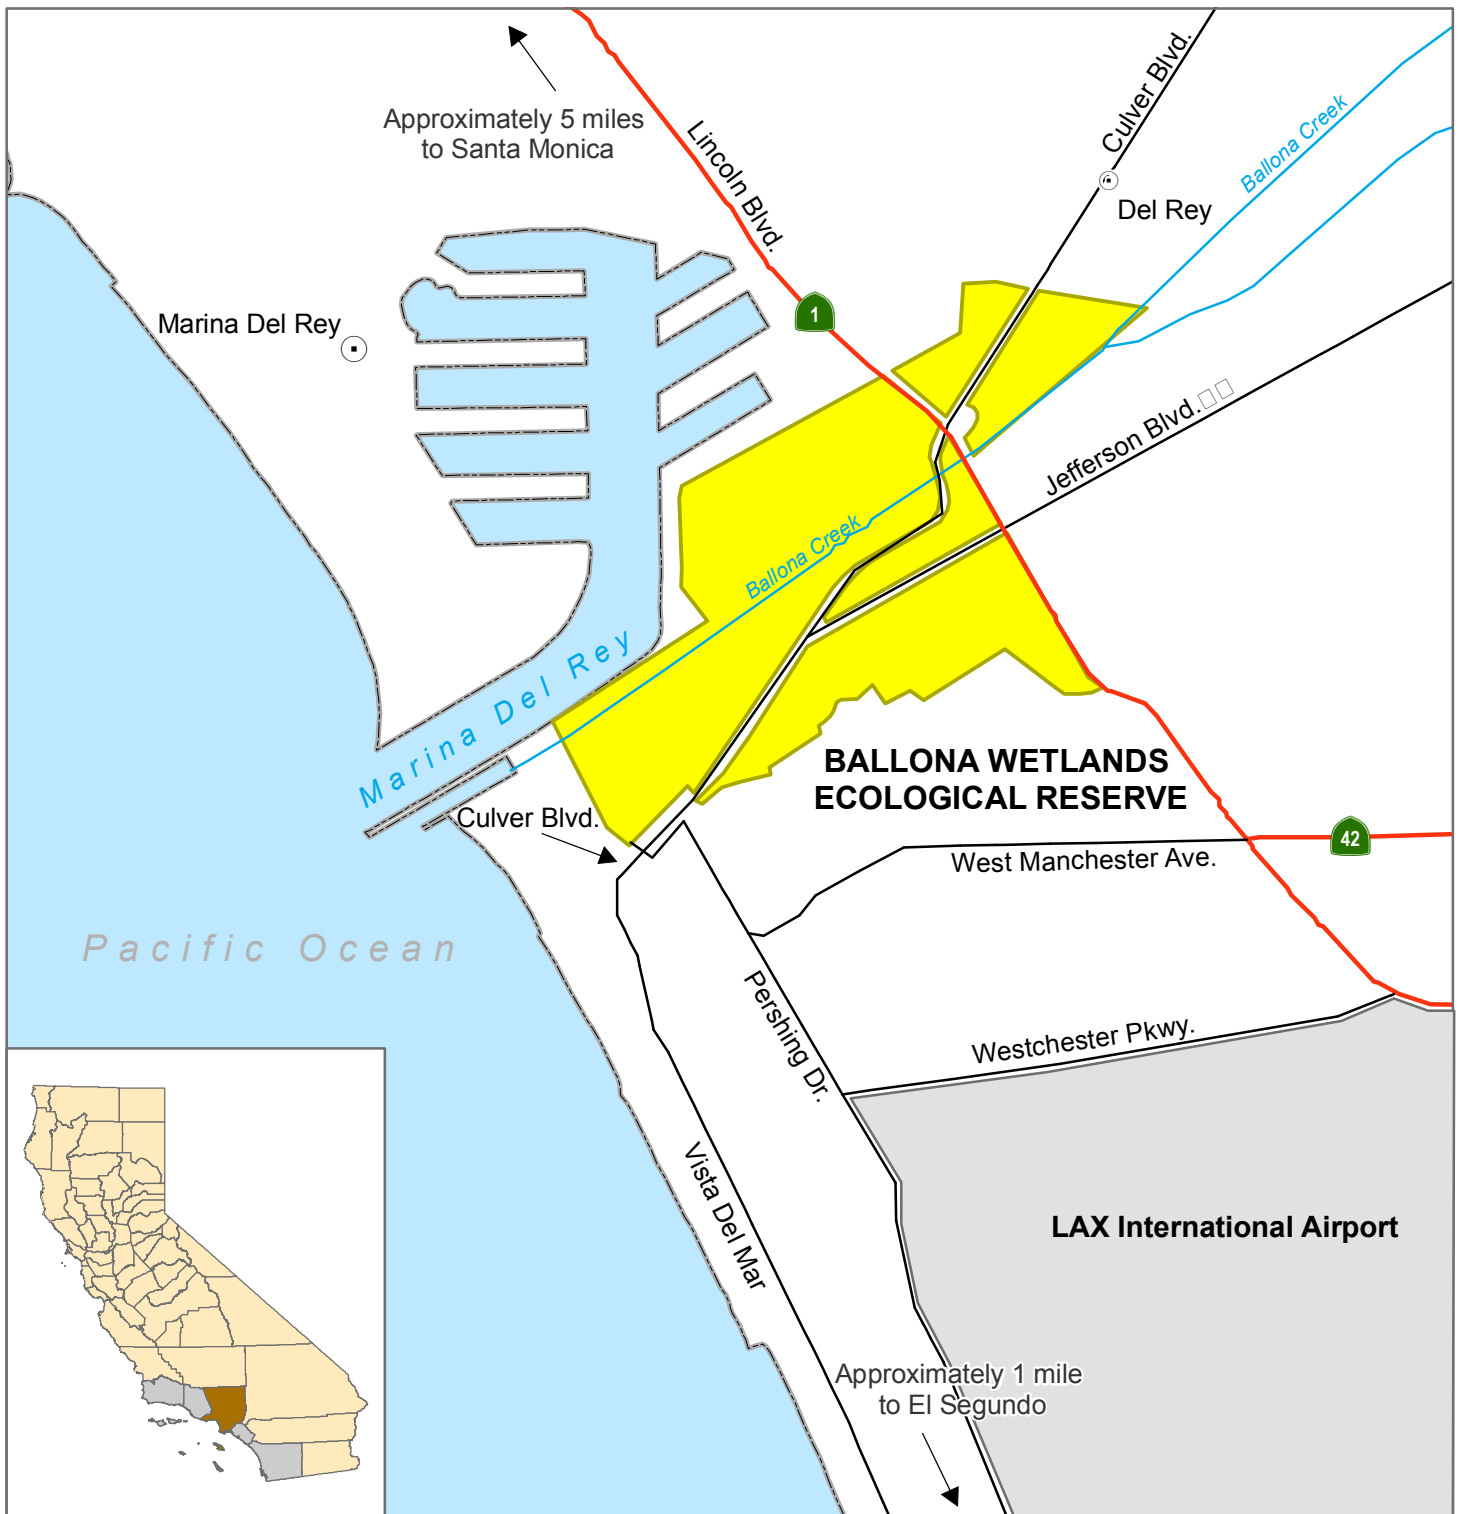 Approximately 5 miles
to Santa Monica
Lincoln Blvd.
Culver Blvd.
Ballona Creek
Del Rey
Marina Del Rey
1
Jefferson Blvd.
Ballona Creek
Marina Del Rey
BALLONA WETLANDS
ECOLOGICAL RESERVE
Culver Blvd.
42
West Manchester Ave.
Pacific Ocean
Pershing Dr.
Westchester Pkwy.
Vista Del Mar
LAX International Airport
Approximately 1 mile
to El Segundo